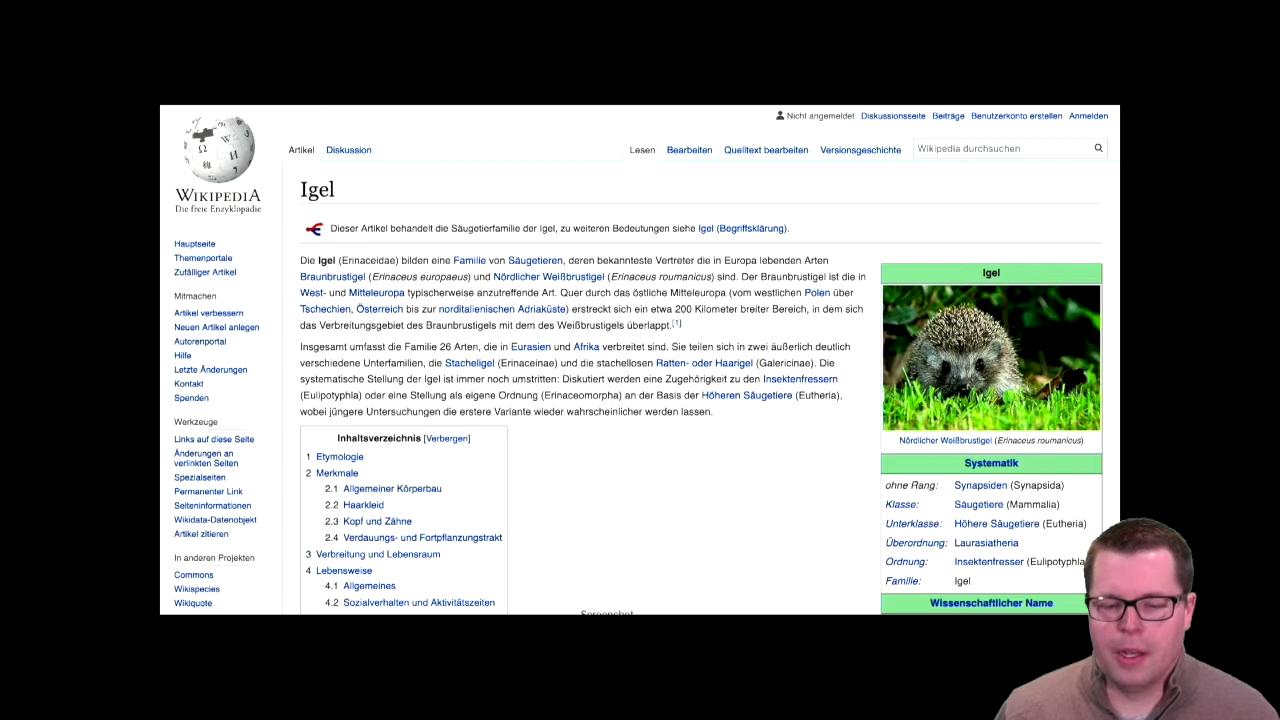 Nicht angemeldet Diskussionsseite Beiträge Benutzerkonto erstellen Anmelden
Artikel Diskussion Lesen Bearbeiten Quelltext bearbeiten Versionsgeschichte Wikipedia durchsuchen
WIKIPEDIA
Die freie Enzyklopädie
Hauptseite
Themenportale
Zufälliger Artikel
Mitmachen
Artikel verbessern
Neuen Artikel anlegen
Autorenportal
Hilfe
Letzte Änderungen
Kontakt
Spenden
Werkzeuge
Links auf diese Seite
Änderungen an
verlinkten Seiten
Spezialseiten
Permanenter Link
Seiteninformationen
Wikidata-Datenobjekt
Artikel zitieren
In anderen Projekten
Commons
Wikispecies
Wikiquote
Igel
Dieser Artikel behandelt die Säugetierfamilie der Igel, zu weiteren Bedeutungen siehe Igel (Begriffsklärung).
Die Igel (Erinaceidae) bilden eine Familie von Säugetieren, deren bekannteste Vertreter die in Europa lebenden Arten
Braunbrustigel (Erinaceus europaeus) und Nördlicher Weißbrustigel (Erinaceus roumanicus) sind. Der Braunbrustigel ist die in
West- und Mitteleuropa typischerweise anzutreffende Art. Quer durch das östliche Mitteleuropa (vom westlichen Polen über
Tschechien, Österreich bis zur norditalienischen Adriaküste) erstreckt sich ein etwa 200 Kilometer breiter Bereich, in dem sich
das Verbreitungsgebiet des Braunbrustigels mit dem des Weißbrustigels überlappt.[1]
Insgesamt umfasst die Familie 26 Arten, die in Eurasien und Afrika verbreitet sind. Sie teilen sich in zwei äußerlich deutlich
verschiedene Unterfamilien, die Stacheligel (Erinaceinae) und die stachellosen Ratten- oder Haarigel (Galericinae). Die
systematische Stellung der Igel ist immer noch umstritten: Diskutiert werden eine Zugehörigkeit zu den Insektenfressern
(Eulipotyphla) oder eine Stellung als eigene Ordnung (Erinaceomorpha) an der Basis der Höheren Säugetiere (Eutheria),
wobei jüngere Untersuchungen die erstere Variante wieder wahrscheinlicher werden lassen.
Inhaltsverzeichnis [Verbergen]
1 Etymologie
2 Merkmale
2.1 Allgemeiner Körperbau
2.2 Haarkleid
2.3 Kopf und Zähne
2.4 Verdauungs- und Fortpflanzungstrakt
3 Verbreitung und Lebensraum
4 Lebensweise
4.1 Allgemeines
4.2 Sozialverhalten und Aktivitätszeiten
Screenshot
Igel
Nördlicher Weißbrustigel (Erinaceus roumanicus)
Systematik
ohne Rang: Synapsiden (Synapsida)
Klasse: Säugetiere (Mammalia)
Unterklasse: Höhere Säugetiere (Eutheria)
Überordnung: Laurasiatheria
Ordnung: Insektenfresser (Eulipotyphla
Familie: Igel
Wissenschaftlicher Name